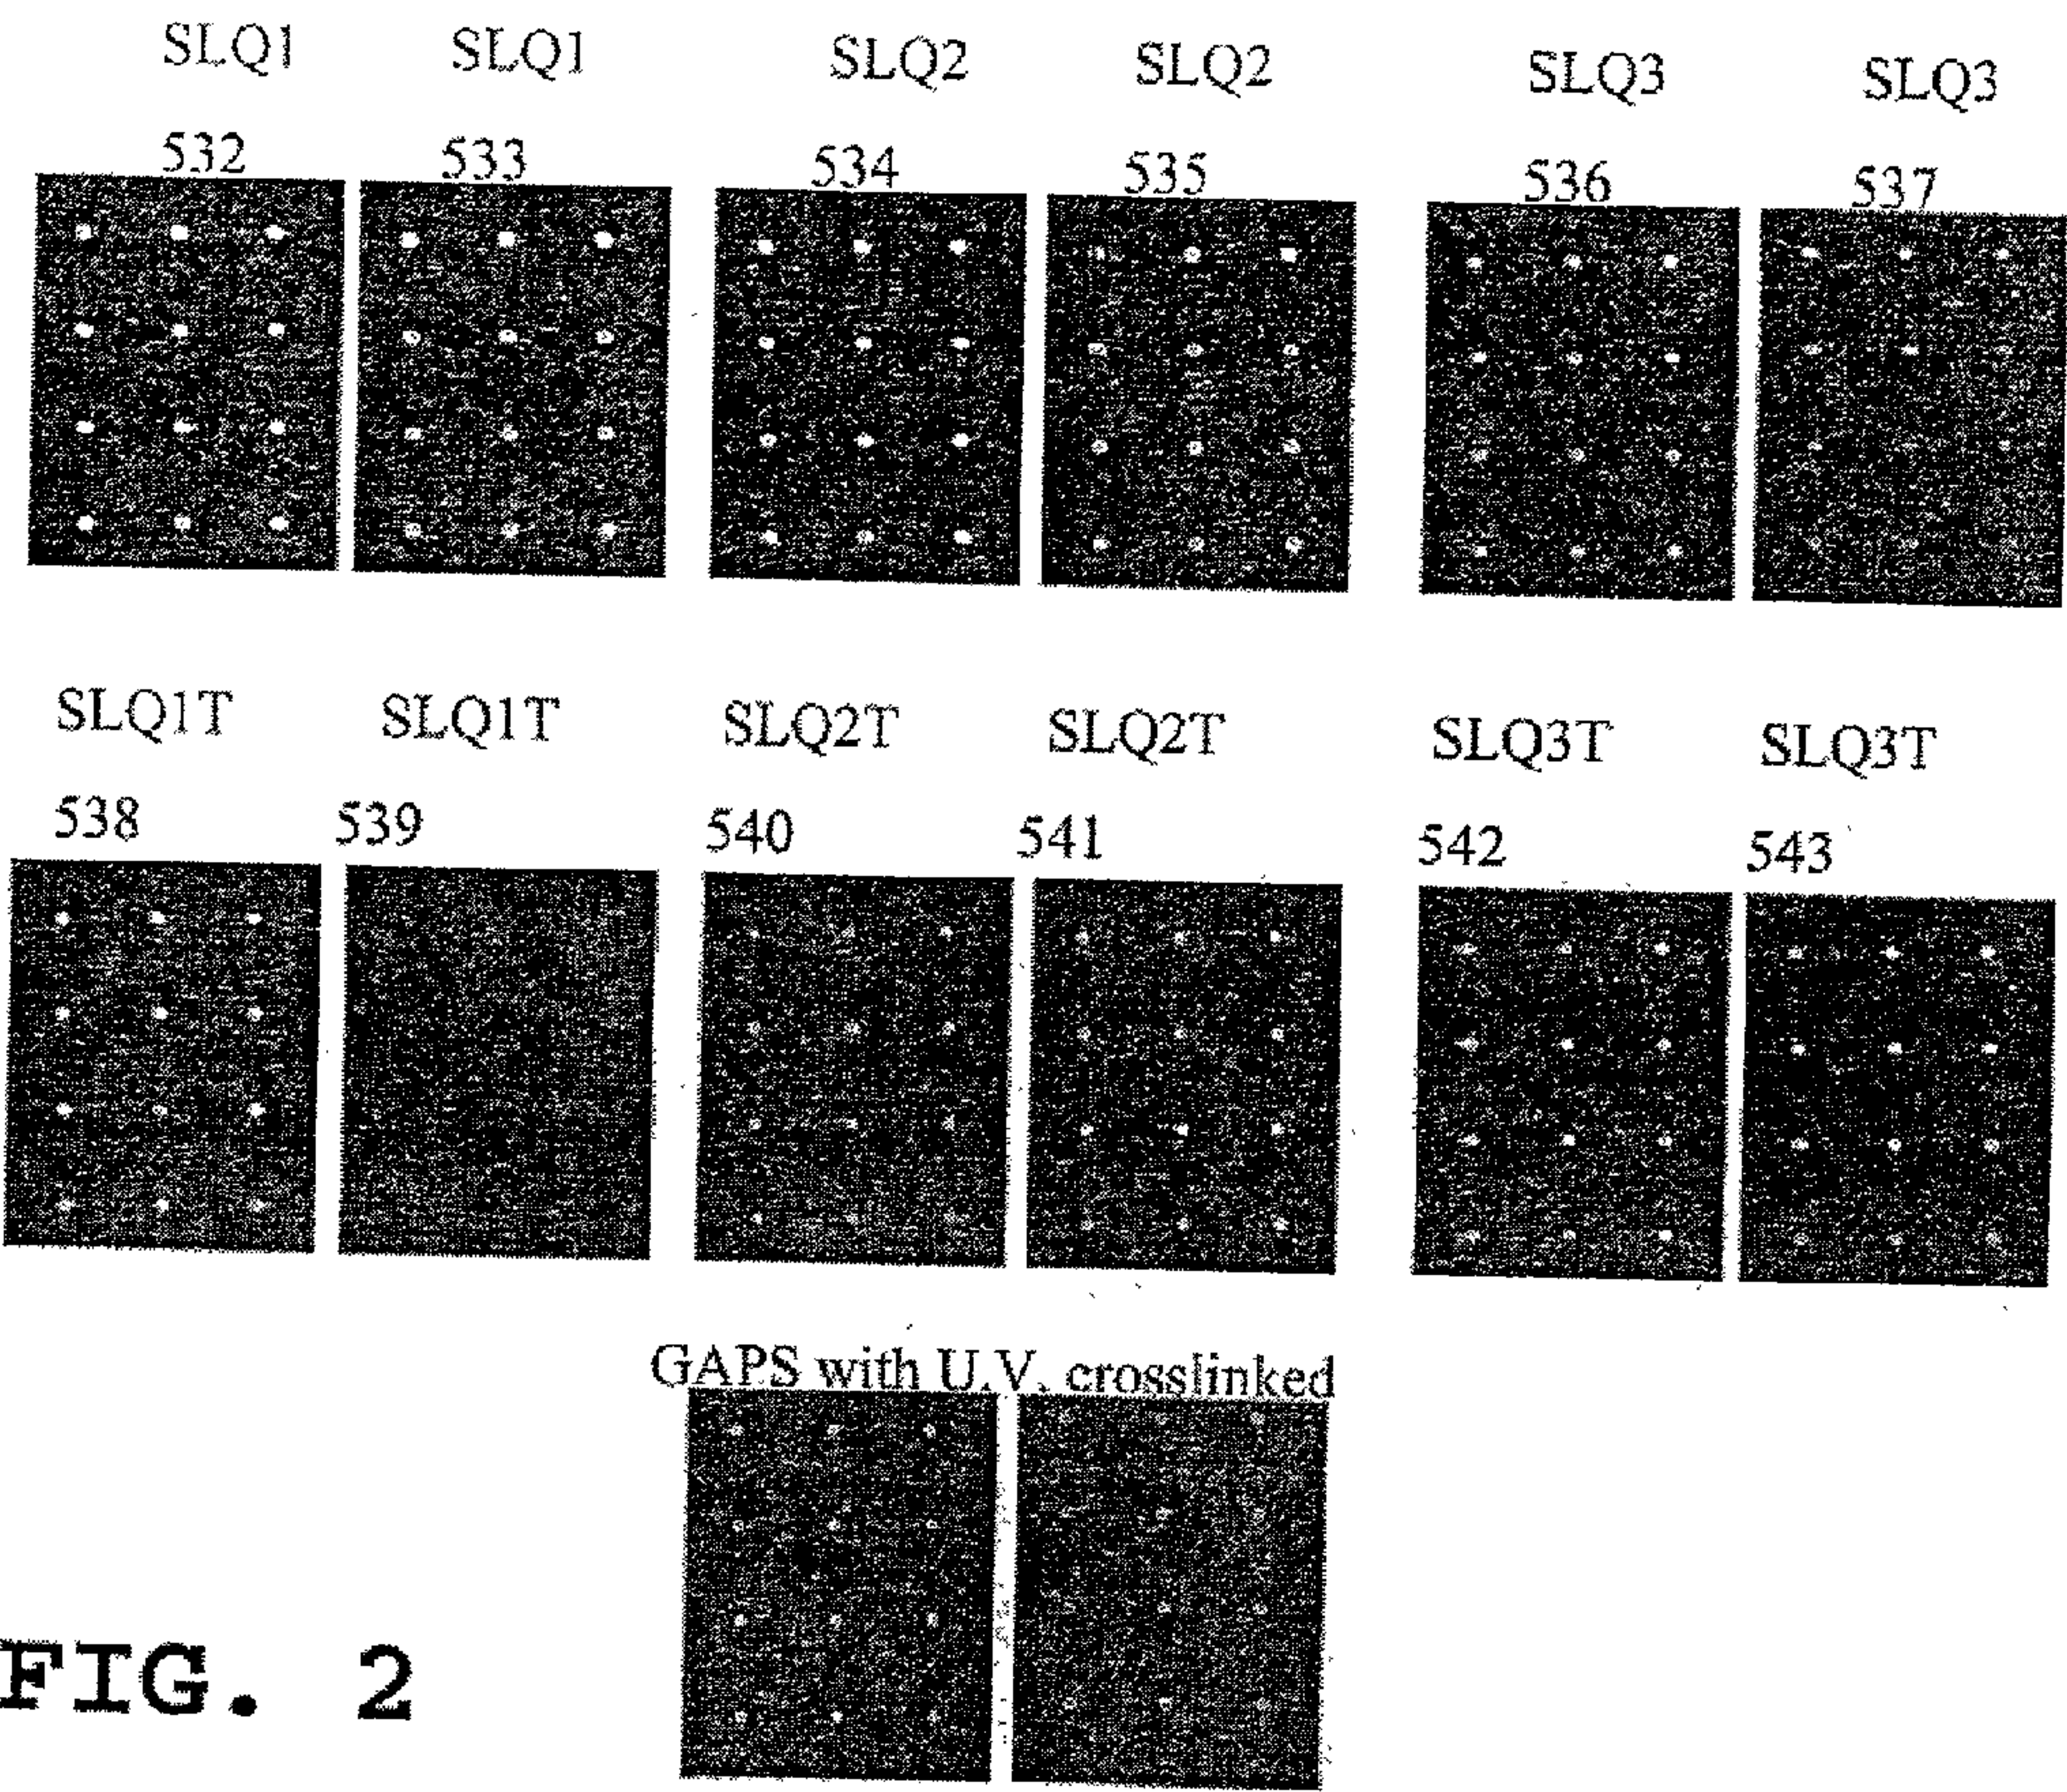 SLQ1 SLQ1 SLQ2 SLQ2 SLQ3 SLQ3
532 533 534 535 536 537
SLQ1T SLQ1T SLQ2T SLQ2T SLQ3T SLQ3T
538 539 540 541 542 543
GAPS with U.V. crosslinked
FIG. 2